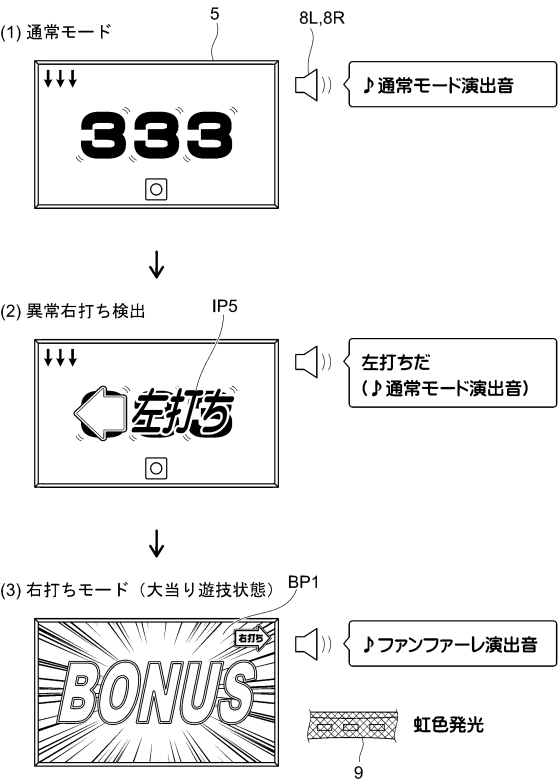 (1) 通常モード
5
8L,8R
↓↓↓
333
♪通常モード演出音
(2) 異常右打ち検出
IP5
↓↓↓
左打ち
左打ちだ
(♪通常モード演出音)
(3) 右打ちモード（大当り遊技状態）
BP1
右打ち
BONUS
♪ファンファーレ演出音
虹色発光
9